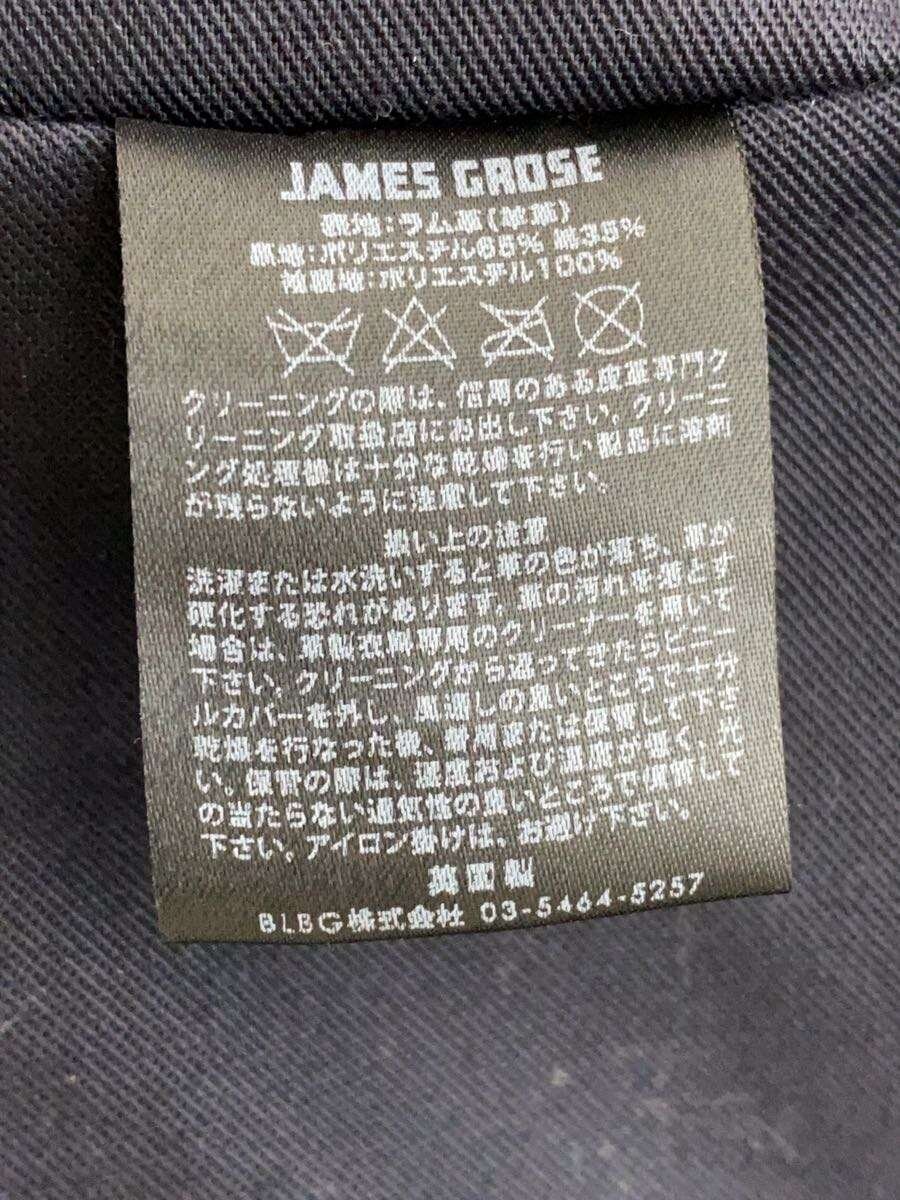 JAMES GROSE
表地:ラム革(羊革)
裏地:ポリエステル65% 綿35%
袖裏地:ポリエステル100%
クリーニングの際は、信用のある皮革専門ク
リーニング取扱店にお出し下さい。クリーニ
ング処理後は十分な乾燥を行い製品に溶剤
が残らないように注意して下さい。
扱い上の注意
洗濯または水洗いすると革の色が落ち、革が
硬化する恐れがあります。革の汚れを落とす
場合は、革製衣料専用のクリーナーを用いて
下さい。クリーニングから返ってきたらビニー
ルカバーを外し、風通しの良いところで十分
乾燥を行なった後、着用または保管して下さ
い。保管の際は、湿度および温度が低く、光
の当たらない通気性の良いところで保管して
下さい。アイロン掛けは、お避け下さい。
英国製
BLBG株式会社 03-5464-5257